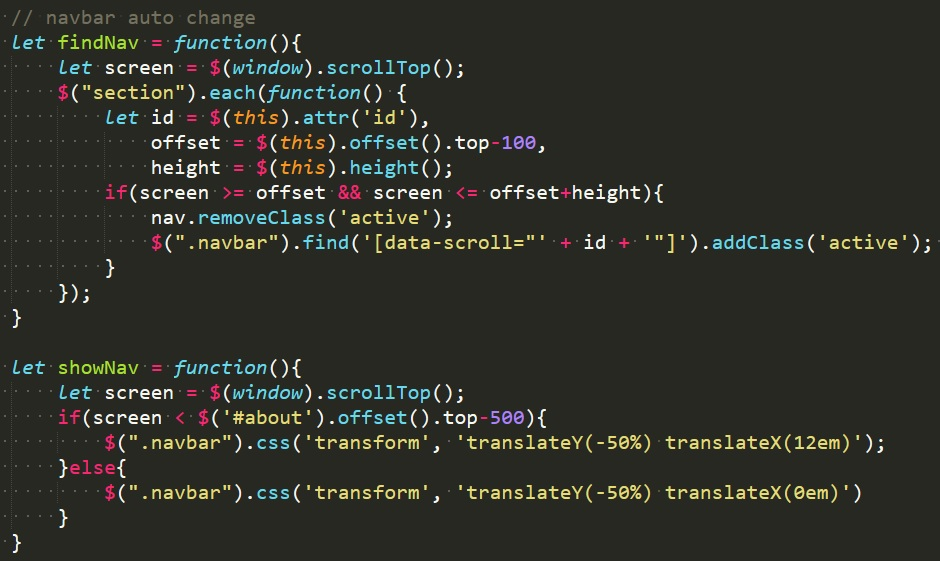 // navbar auto change
let findNav = function(){
    let screen = $(window).scrollTop();
    $("section").each(function() {
        let id = $(this).attr('id'),
            offset = $(this).offset().top-100,
            height = $(this).height();
        if(screen >= offset && screen <= offset+height){
            nav.removeClass('active');
            $(".navbar").find('[data-scroll="' + id + '"]').addClass('active');
        }
    });
}

let showNav = function(){
    let screen = $(window).scrollTop();
    if(screen < $('#about').offset().top-500){
        $(".navbar").css('transform', 'translateY(-50%) translateX(12em)');
    }else{
        $(".navbar").css('transform', 'translateY(-50%) translateX(0em)')
    }
}